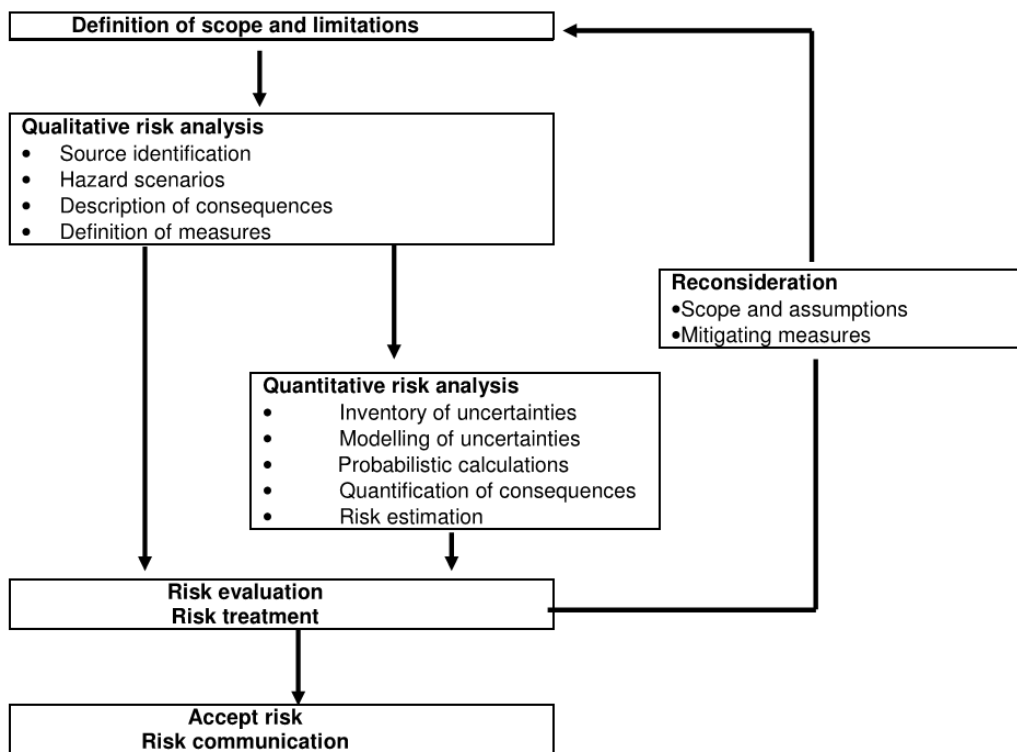 Definition of scope and limitations
Qualitative risk analysis
• Source identification
• Hazard scenarios
• Description of consequences
• Definition of measures
Reconsideration
•Scope and assumptions
•Mitigating measures
Quantitative risk analysis
• Inventory of uncertainties
• Modelling of uncertainties
• Probabilistic calculations
• Quantification of consequences
• Risk estimation
Risk evaluation
Risk treatment
Accept risk
Risk communication